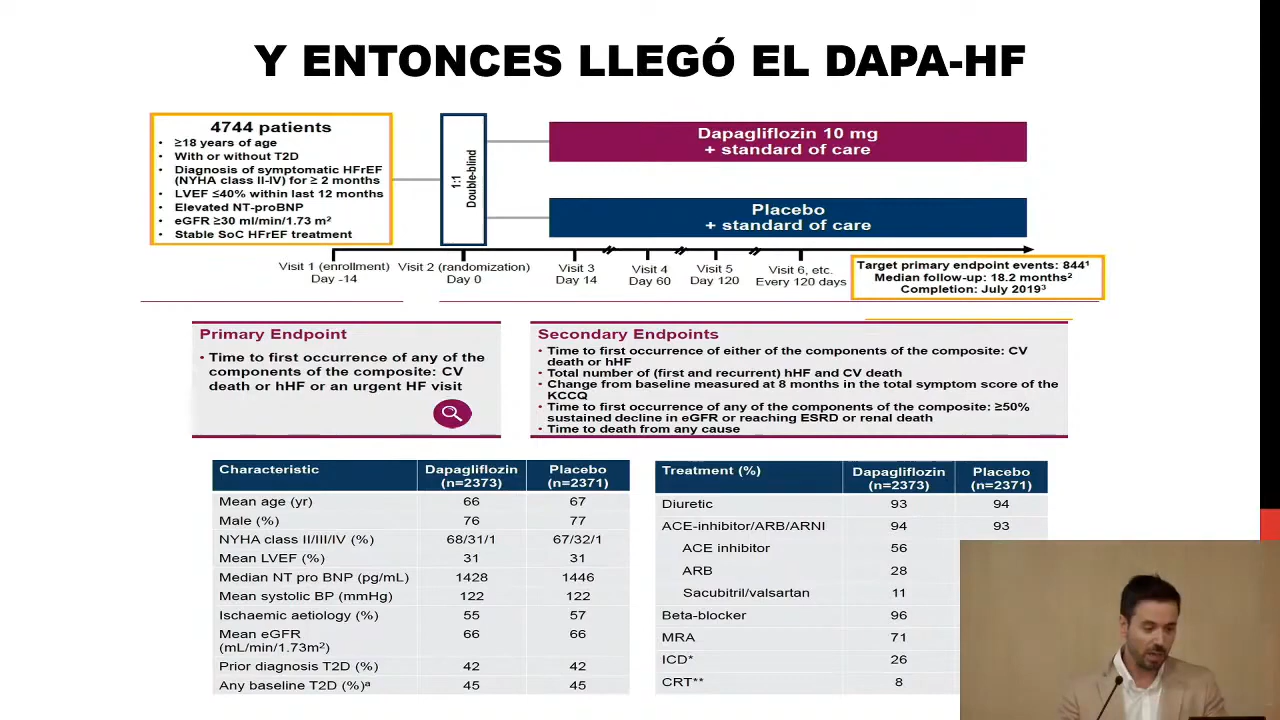 Y ENTONCES LLEGÓ EL DAPA-HF
4744 patients
• ≥18 years of age
• With or without T2D
• Diagnosis of symptomatic HFrEF
(NYHA class II-IV) for ≥ 2 months
• LVEF ≤40% within last 12 months
• Elevated NT-proBNP
• eGFR ≥30 ml/min/1.73 m²
• Stable SoC HFrEF treatment
1:1
Double-blind
Dapagliflozin 10 mg
+ standard of care
Placebo
+ standard of care
Visit 1 (enrollment)
Day -14
Visit 2 (randomization)
Day 0
Visit 3
Day 14
Visit 4
Day 60
Visit 5
Day 120
Visit 6, etc.
Every 120 days
Target primary endpoint events: 844¹
Median follow-up: 18.2 months²
Completion: July 2019³
Primary Endpoint
• Time to first occurrence of any of the
components of the composite: CV
death or hHF or an urgent HF visit
Secondary Endpoints
• Time to first occurrence of either of the components of the composite: CV
death or hHF
• Total number of (first and recurrent) hHF and CV death
• Change from baseline measured at 8 months in the total symptom score of the
KCCQ
• Time to first occurrence of any of the components of the composite: ≥50%
sustained decline in eGFR or reaching ESRD or renal death
• Time to death from any cause
Characteristic Dapagliflozin (n=2373) Placebo (n=2371)
Mean age (yr) 66 67
Male (%) 76 77
NYHA class II/III/IV (%) 68/31/1 67/32/1
Mean LVEF (%) 31 31
Median NT pro BNP (pg/mL) 1428 1446
Mean systolic BP (mmHg) 122 122
Ischaemic aetiology (%) 55 57
Mean eGFR (mL/min/1.73m²) 66 66
Prior diagnosis T2D (%) 42 42
Any baseline T2D (%)ª 45 45
Treatment (%) Dapagliflozin (n=2373) Placebo (n=2371)
Diuretic 93 94
ACE-inhibitor/ARB/ARNI 94 93
ACE inhibitor 56
ARB 28
Sacubitril/valsartan 11
Beta-blocker 96
MRA 71
ICD* 26
CRT** 8